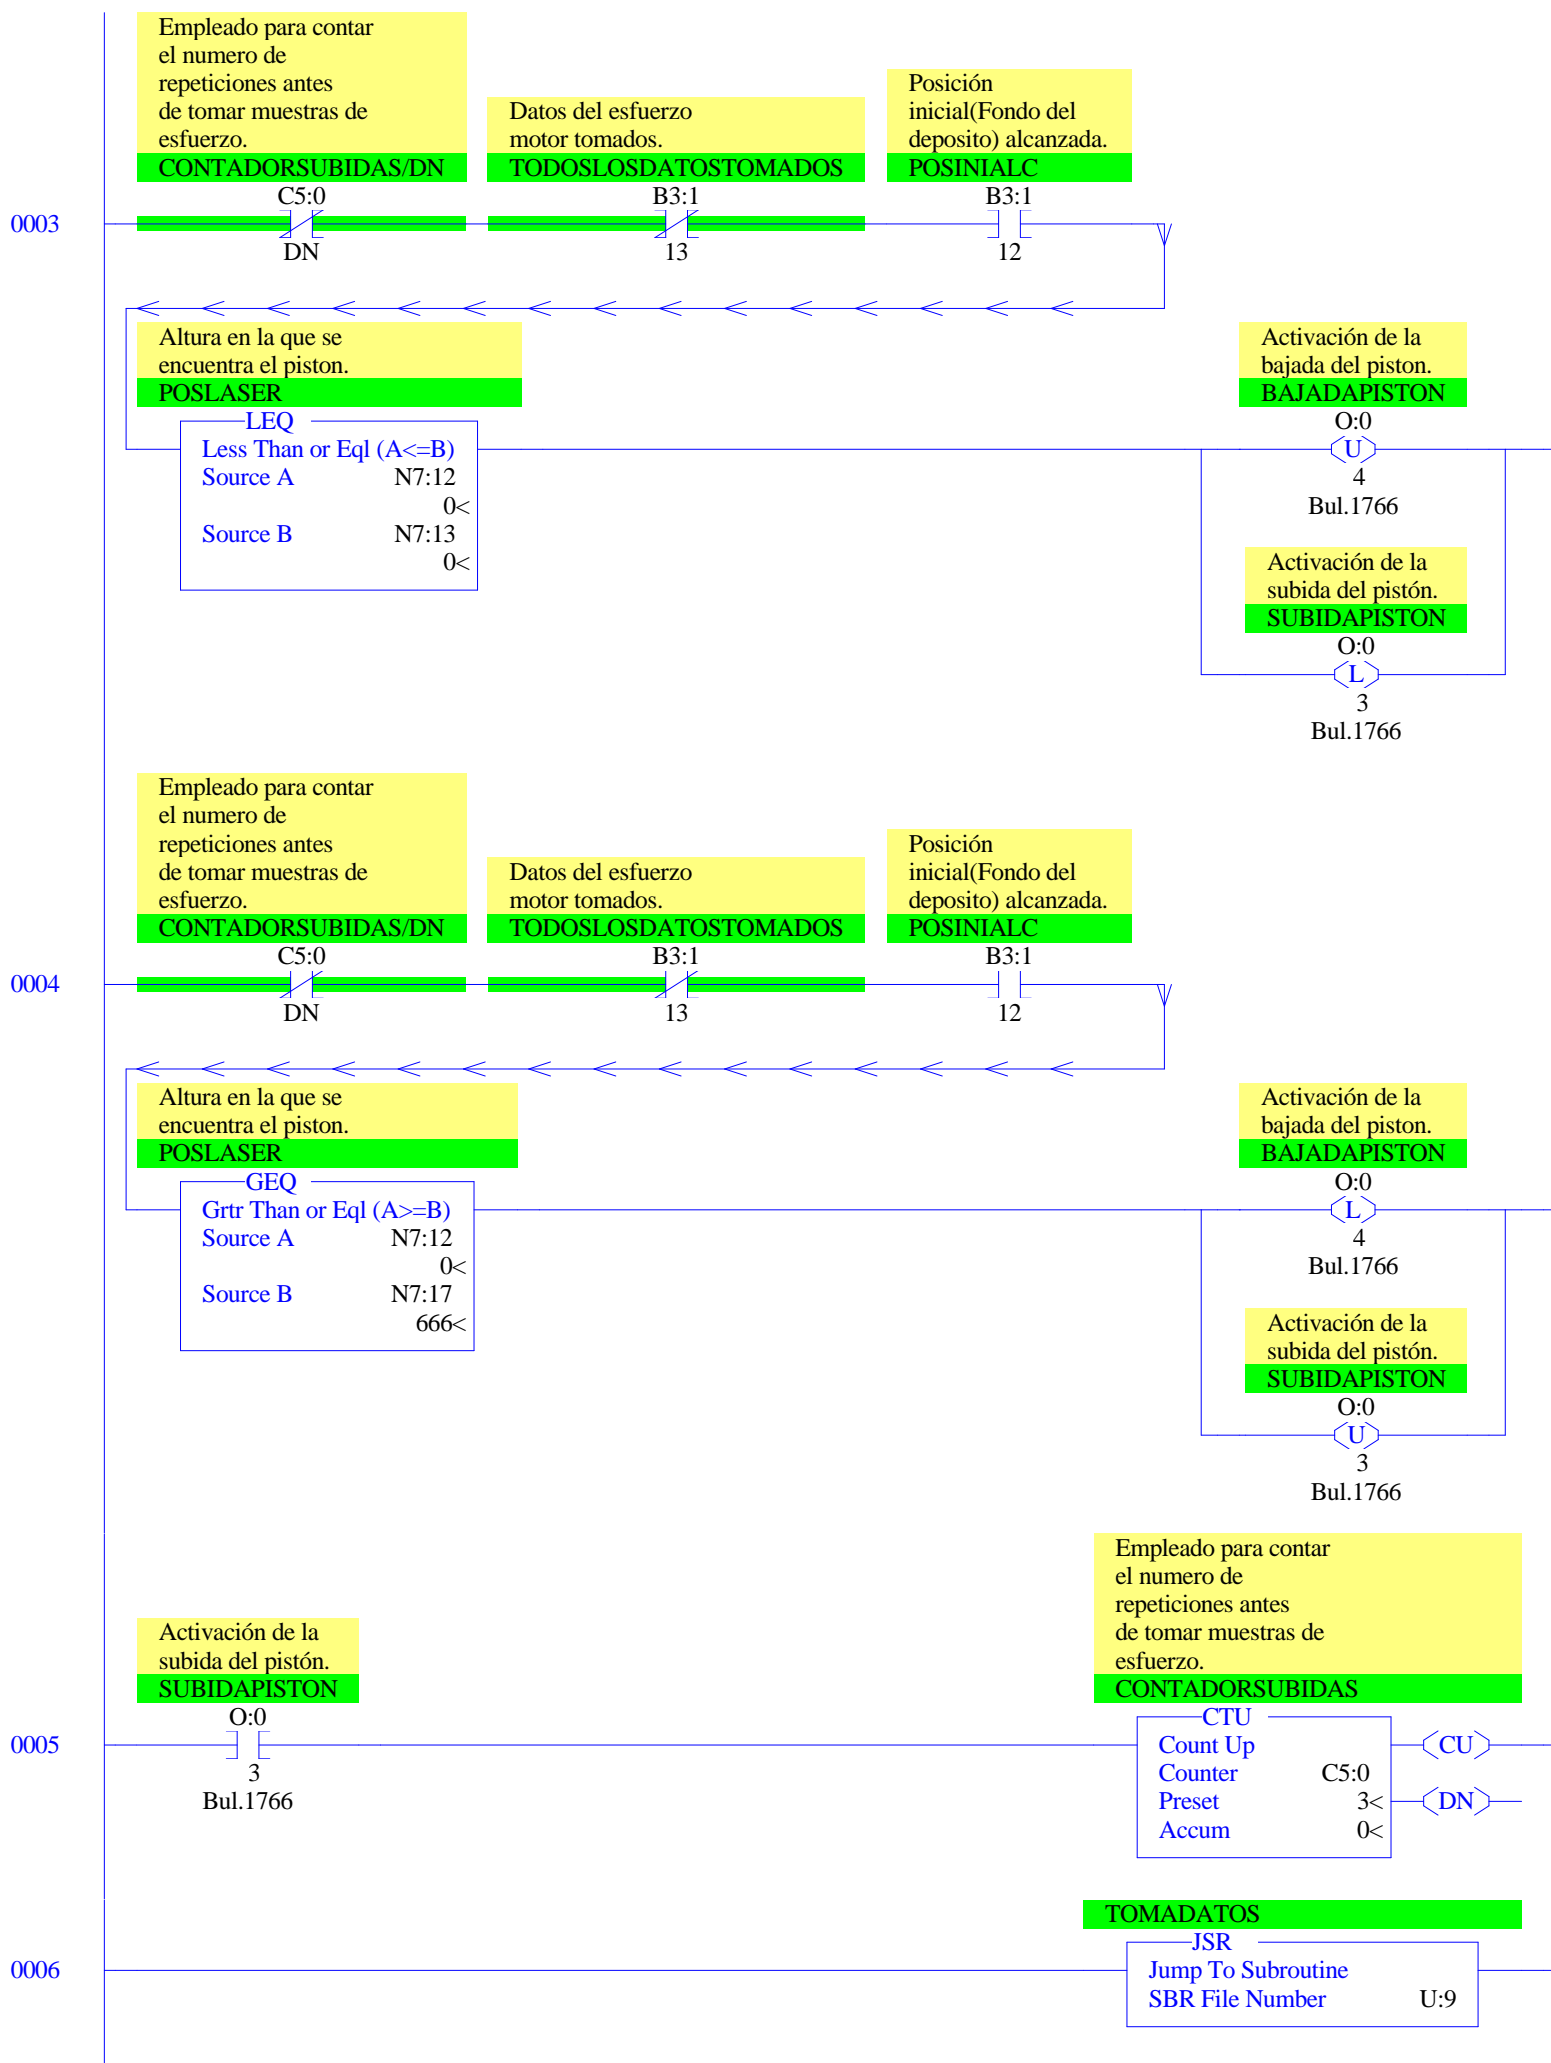 Empleado para contar
el numero de
repeticiones antes
de tomar muestras de
esfuerzo.
CONTADORSUBIDAS/DN
C5:0
DN
Datos del esfuerzo
motor tomados.
TODOSLOSDATOSTOMADOS
B3:1
13
Posición
inicial(Fondo del
deposito) alcanzada.
POSINIALC
B3:1
12
0003
Altura en la que se
encuentra el piston.
POSLASER
LEQ
Less Than or Eql (A<=B)
Source A N7:12
0<
Source B N7:13
0<
Activación de la
bajada del piston.
BAJADAPISTON
O:0
U
4
Bul.1766
Activación de la
subida del pistón.
SUBIDAPISTON
O:0
L
3
Bul.1766
Empleado para contar
el numero de
repeticiones antes
de tomar muestras de
esfuerzo.
CONTADORSUBIDAS/DN
C5:0
DN
Datos del esfuerzo
motor tomados.
TODOSLOSDATOSTOMADOS
B3:1
13
Posición
inicial(Fondo del
deposito) alcanzada.
POSINIALC
B3:1
12
0004
Altura en la que se
encuentra el piston.
POSLASER
GEQ
Grtr Than or Eql (A>=B)
Source A N7:12
0<
Source B N7:17
666<
Activación de la
bajada del piston.
BAJADAPISTON
O:0
L
4
Bul.1766
Activación de la
subida del pistón.
SUBIDAPISTON
O:0
U
3
Bul.1766
0005
Activación de la
subida del pistón.
SUBIDAPISTON
O:0
3
Bul.1766
Empleado para contar
el numero de
repeticiones antes
de tomar muestras de
esfuerzo.
CONTADORSUBIDAS
CTU
Count Up
Counter C5:0
Preset 3<
Accum 0<
CU
DN
0006
TOMADATOS
JSR
Jump To Subroutine
SBR File Number U:9